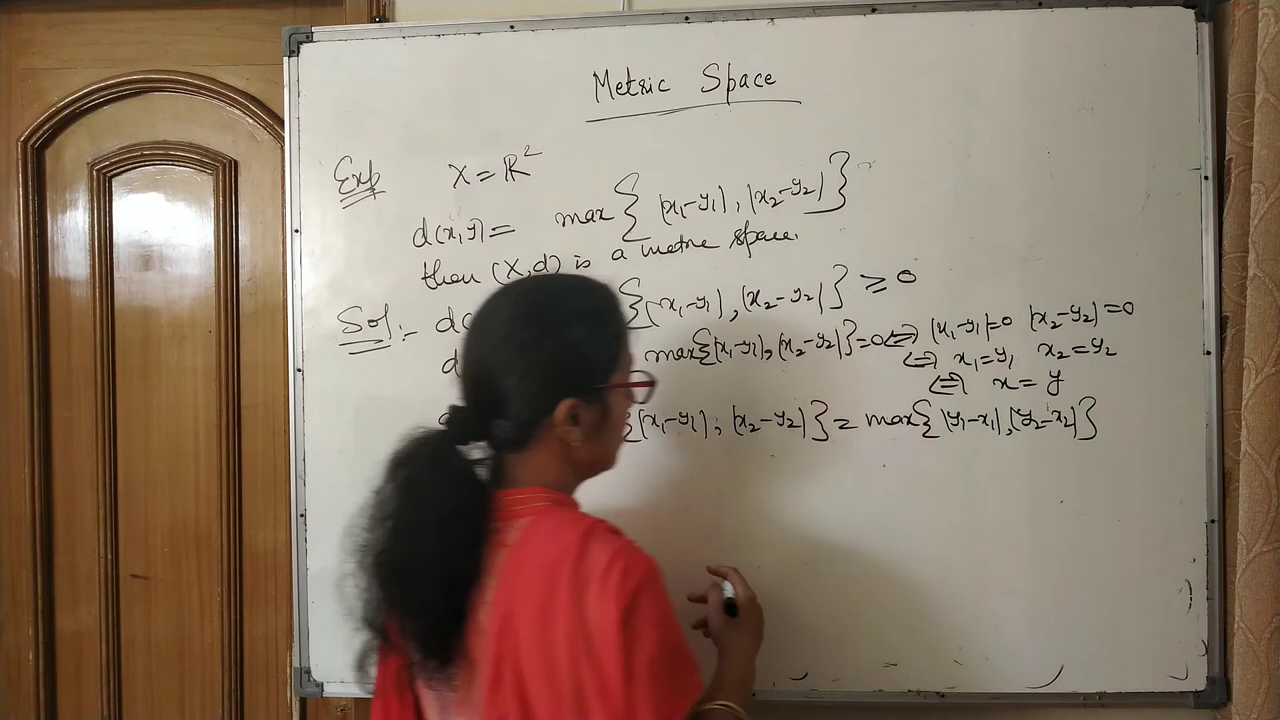 Metric Space
Exp X = ℝ²
d(x,y) = max { |x₁-y₁|, |x₂-y₂| }
then (X,d) is a metric space.
Sol:- d( {|x₁-y₁|, |x₂-y₂|} ≥ 0
d max{|x₁-y₁|, |x₂-y₂|}=0 ⇔ |x₁-y₁|=0 |x₂-y₂|=0
⇔ x₁=y₁ x₂=y₂
⇔ x = y
{|x₁-y₁|, |x₂-y₂|} = max{|y₁-x₁|, |y₂-x₂|}